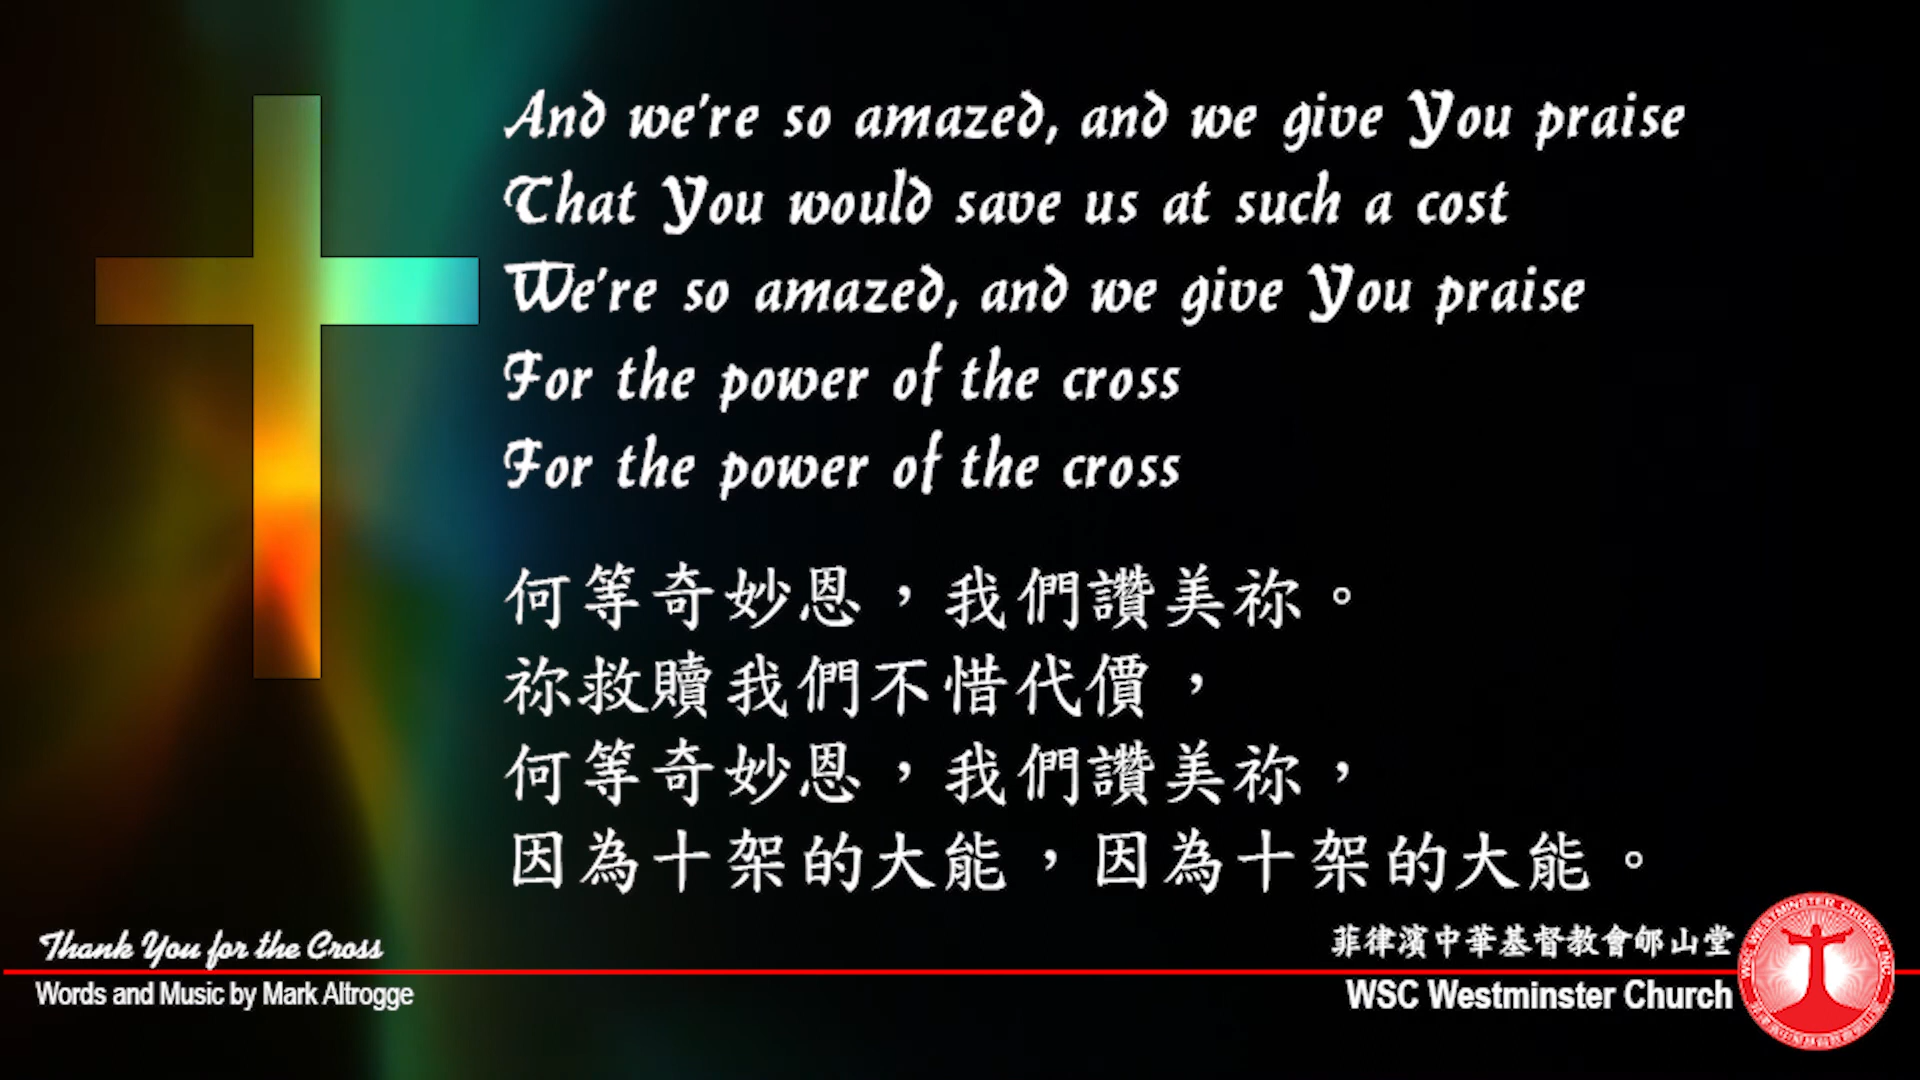 And we're so amazed, and we give You praise
That You would save us at such a cost
We're so amazed, and we give You praise
For the power of the cross
For the power of the cross
何等奇妙恩，我們讚美祢。
祢救贖我們不惜代價，
何等奇妙恩，我們讚美祢，
因為十架的大能，因為十架的大能。
Thank You for the Cross
Words and Music by Mark Altrogge
菲律濱中華基督教會郇山堂
WSC Westminster Church
WSC WESTMINSTER CHURCH, INC.